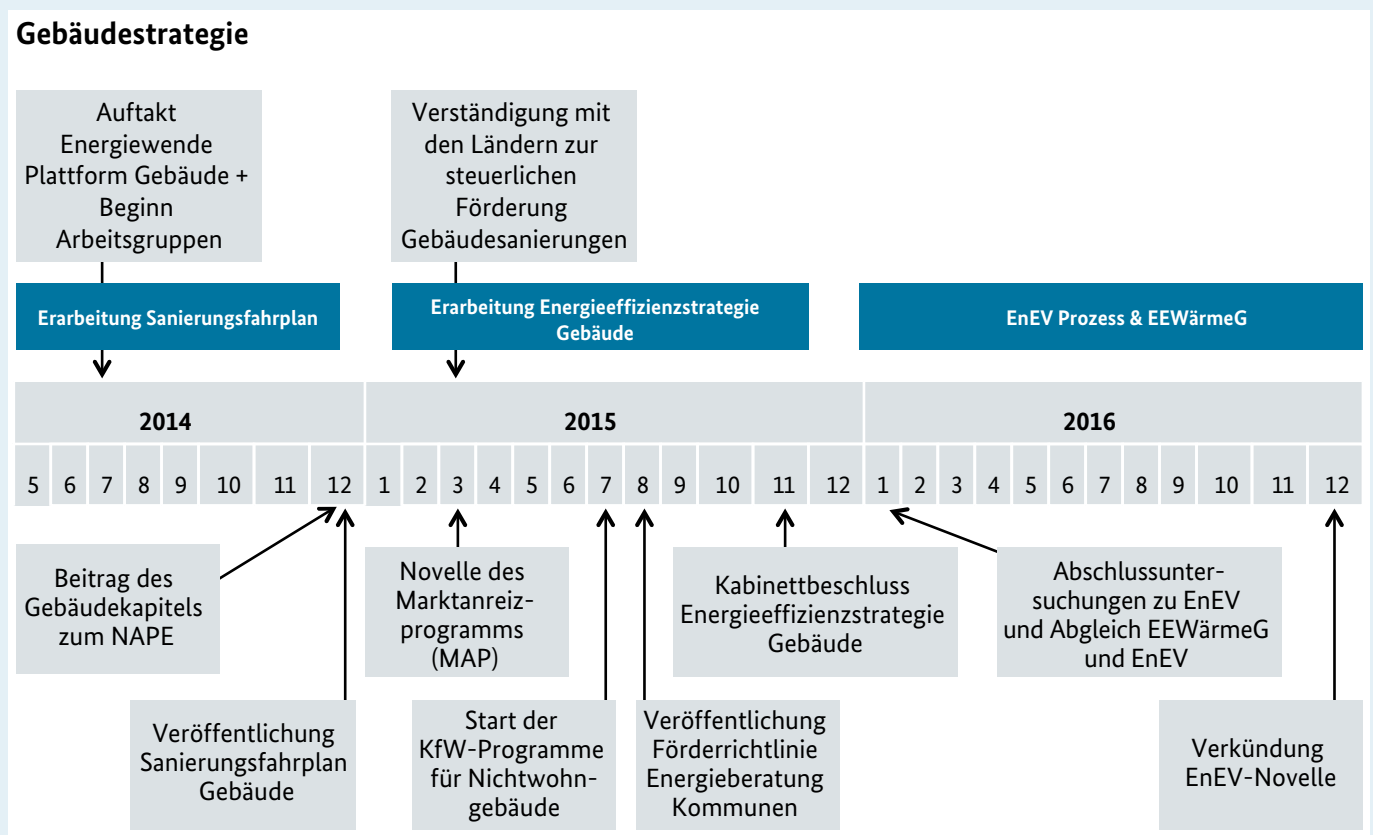 Gebäudestrategie
Auftakt
Energiewende
Plattform Gebäude +
Beginn
Arbeitsgruppen
Verständigung mit
den Ländern zur
steuerlichen
Förderung
Gebäudesanierungen
Erarbeitung Sanierungsfahrplan
Erarbeitung Energieeffizienzstrategie
Gebäude
EnEV Prozess & EEWärmeG
2014 2015 2016
5 6 7 8 9 10 11 12 1 2 3 4 5 6 7 8 9 10 11 12 1 2 3 4 5 6 7 8 9 10 11 12
Beitrag des
Gebäudekapitels
zum NAPE
Novelle des
Marktanreiz-
programms
(MAP)
Kabinettbeschluss
Energieeffizienzstrategie
Gebäude
Abschlussunter-
suchungen zu EnEV
und Abgleich EEWärmeG
und EnEV
Veröffentlichung
Sanierungsfahrplan
Gebäude
Start der
KfW-Programme
für Nichtwohn-
gebäude
Veröffentlichung
Förderrichtlinie
Energieberatung
Kommunen
Verkündung
EnEV-Novelle